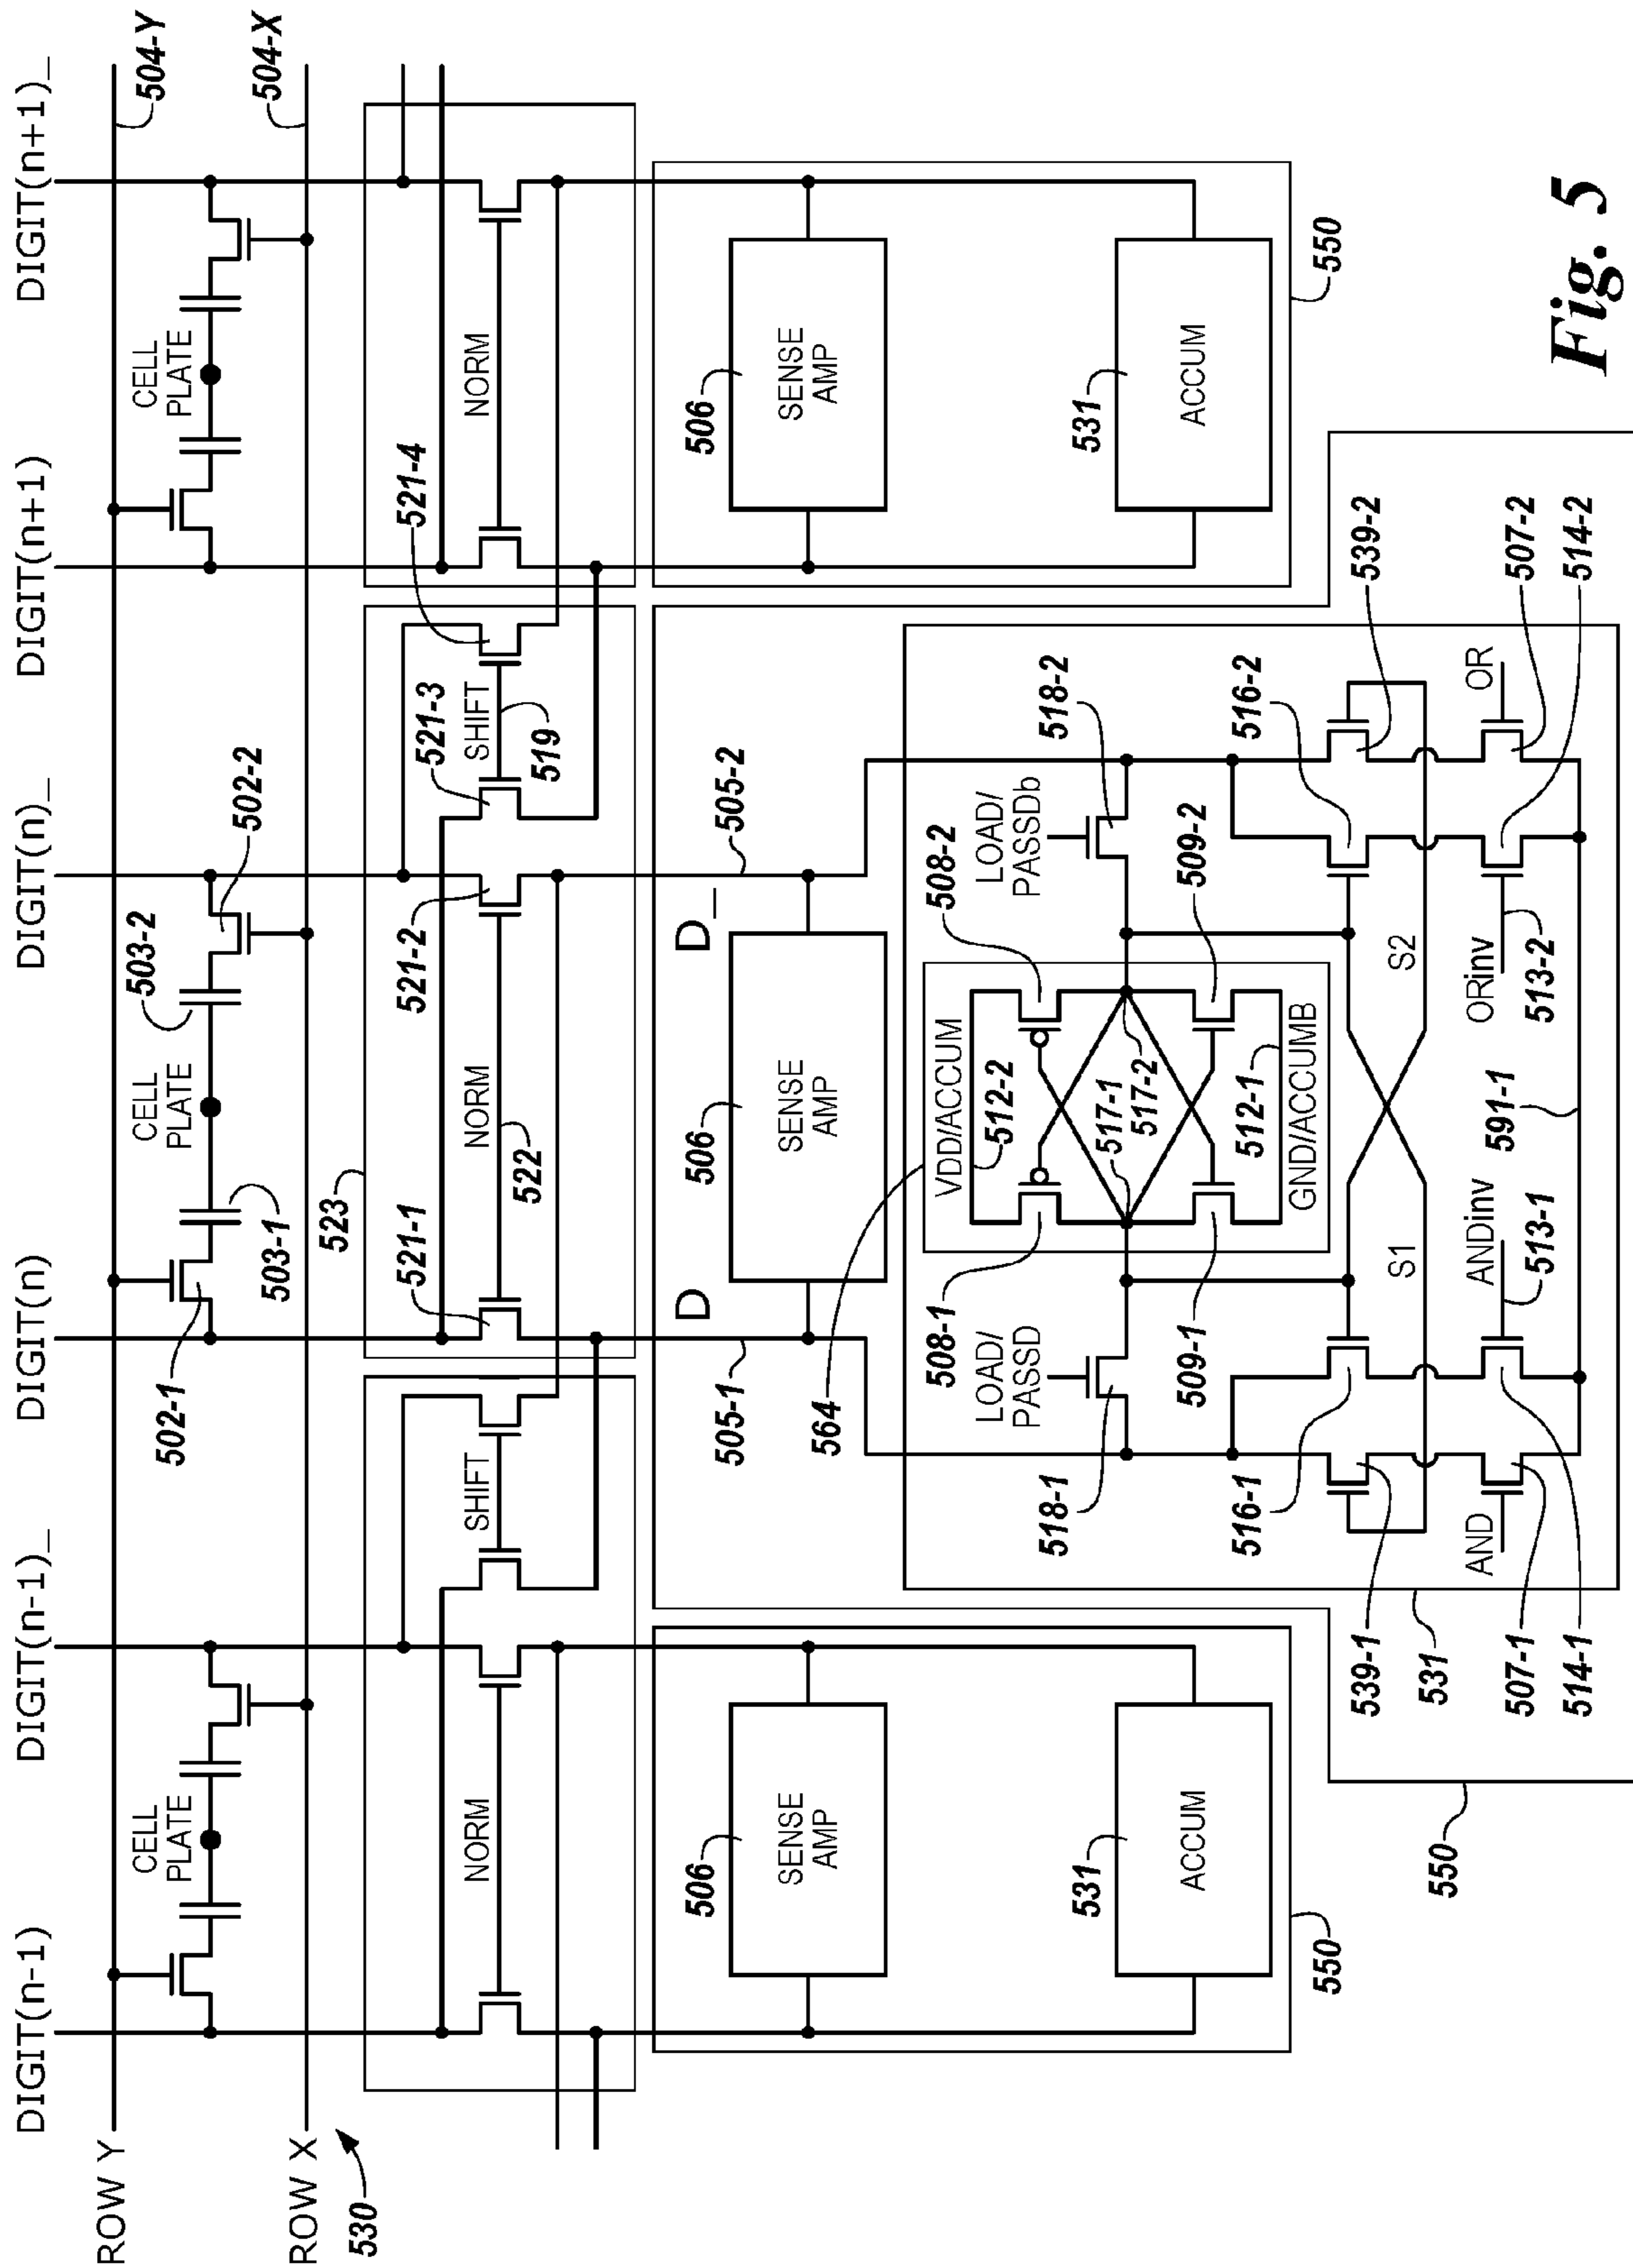 DIGIT(n-1)
DIGIT(n-1)_
DIGIT(n)
DIGIT(n)_
DIGIT(n+1)
DIGIT(n+1)_
ROW Y
504-Y
CELL
PLATE
CELL
PLATE
CELL
PLATE
502-1
503-1
503-2
502-2
ROW X
504-X
530
523
NORM
SHIFT
521-1
NORM
522
521-2
521-3
SHIFT
519
521-4
NORM
505-1
D
D_
505-2
506
SENSE
AMP
506
SENSE
AMP
506
SENSE
AMP
531
ACCUM
550
531
ACCUM
550
564
518-1
LOAD/
PASSD
508-1
509-1
VDD/ACCUM
512-2
517-1
517-2
512-1
GND/ACCUMB
508-2
509-2
LOAD/
PASSDb
518-2
516-1
516-2
539-1
S1
S2
539-2
AND
ANDinv
513-1
591-1
ORinv
513-2
OR
531
507-1
514-1
507-2
514-2
550
Fig. 5